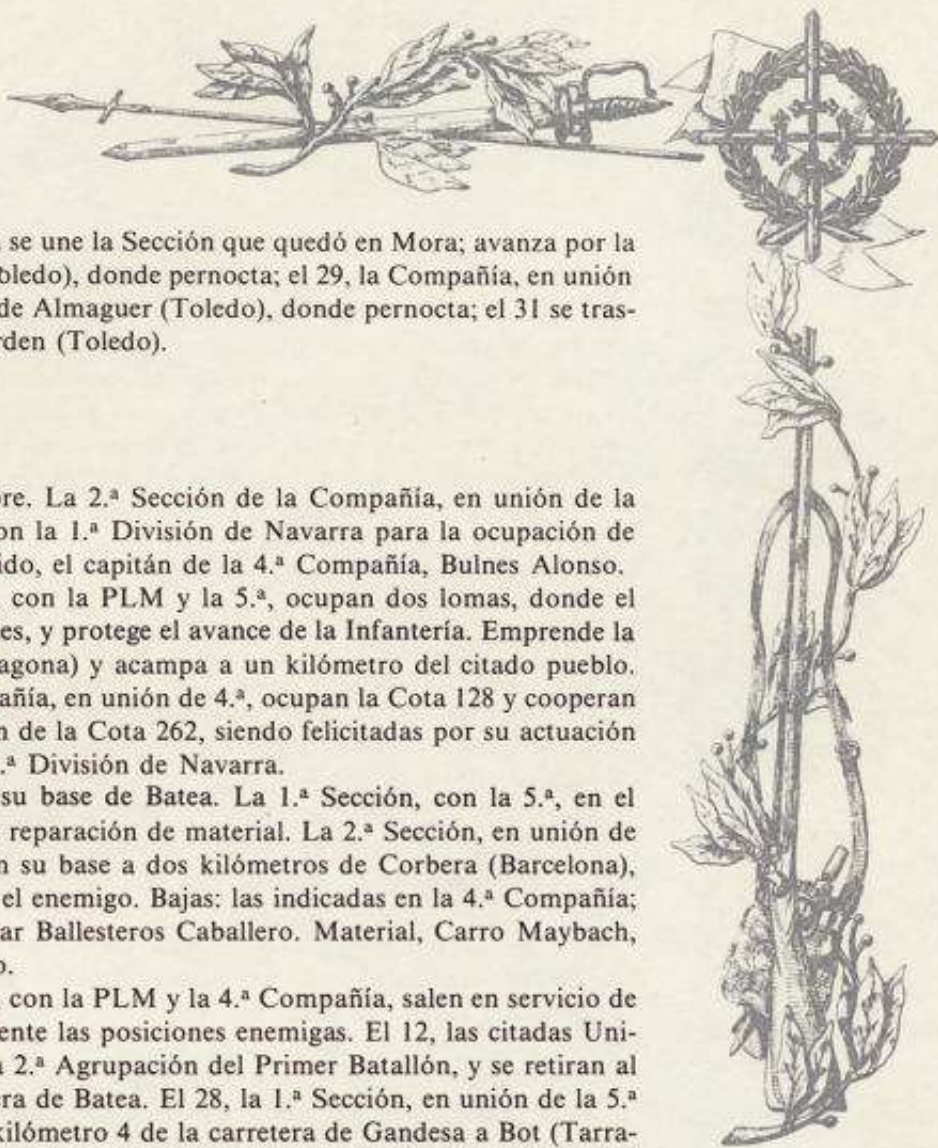 se une la Sección que quedó en Mora; avanza por la
bledo), donde pernocta; el 29, la Compañía, en unión
de Almaguer (Toledo), donde pernocta; el 31 se tras-
rden (Toledo).
re. La 2.ª Sección de la Compañía, en unión de la
on la 1.ª División de Navarra para la ocupación de
ido, el capitán de la 4.ª Compañía, Bulnes Alonso.
con la PLM y la 5.ª, ocupan dos lomas, donde el
es, y protege el avance de la Infantería. Emprende la
agona) y acampa a un kilómetro del citado pueblo.
añía, en unión de 4.ª, ocupan la Cota 128 y cooperan
n de la Cota 262, siendo felicitadas por su actuación
.ª División de Navarra.
su base de Batea. La 1.ª Sección, con la 5.ª, en el
reparación de material. La 2.ª Sección, en unión de
n su base a dos kilómetros de Corbera (Barcelona),
el enemigo. Bajas: las indicadas en la 4.ª Compañía;
ar Ballesteros Caballero. Material, Carro Maybach,
o.
con la PLM y la 4.ª Compañía, salen en servicio de
ente las posiciones enemigas. El 12, las citadas Uni-
a 2.ª Agrupación del Primer Batallón, y se retiran al
era de Batea. El 28, la 1.ª Sección, en unión de la 5.ª
kilómetro 4 de la carretera de Gandesa a Bot (Tarra-